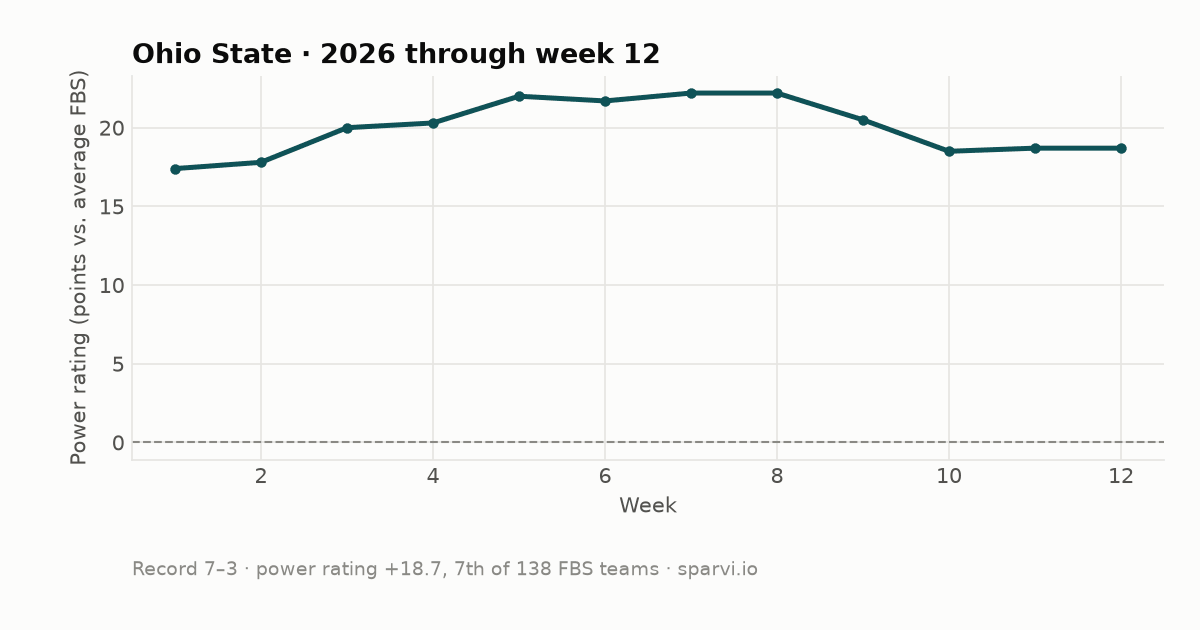 Ohio State · 2026 through week 12
Power rating (points vs. average FBS)
20
15
10
5
0
2 4 6 8 10 12
Week
Record 7–3 · power rating +18.7, 7th of 138 FBS teams · sparvi.io